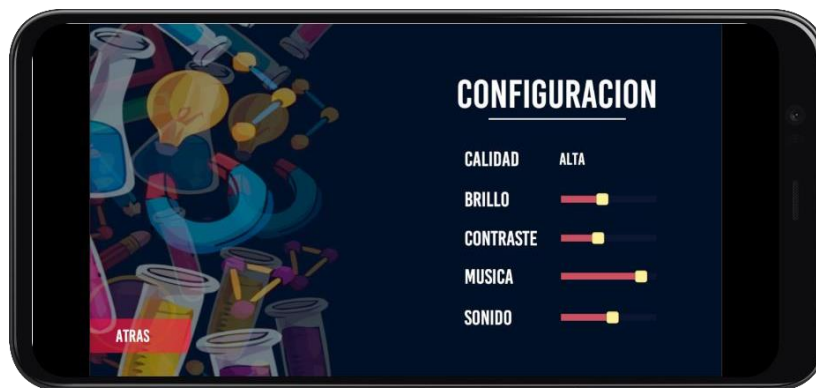 CONFIGURACION
CALIDAD ALTA
BRILLO
CONTRASTE
MUSICA
SONIDO
ATRAS